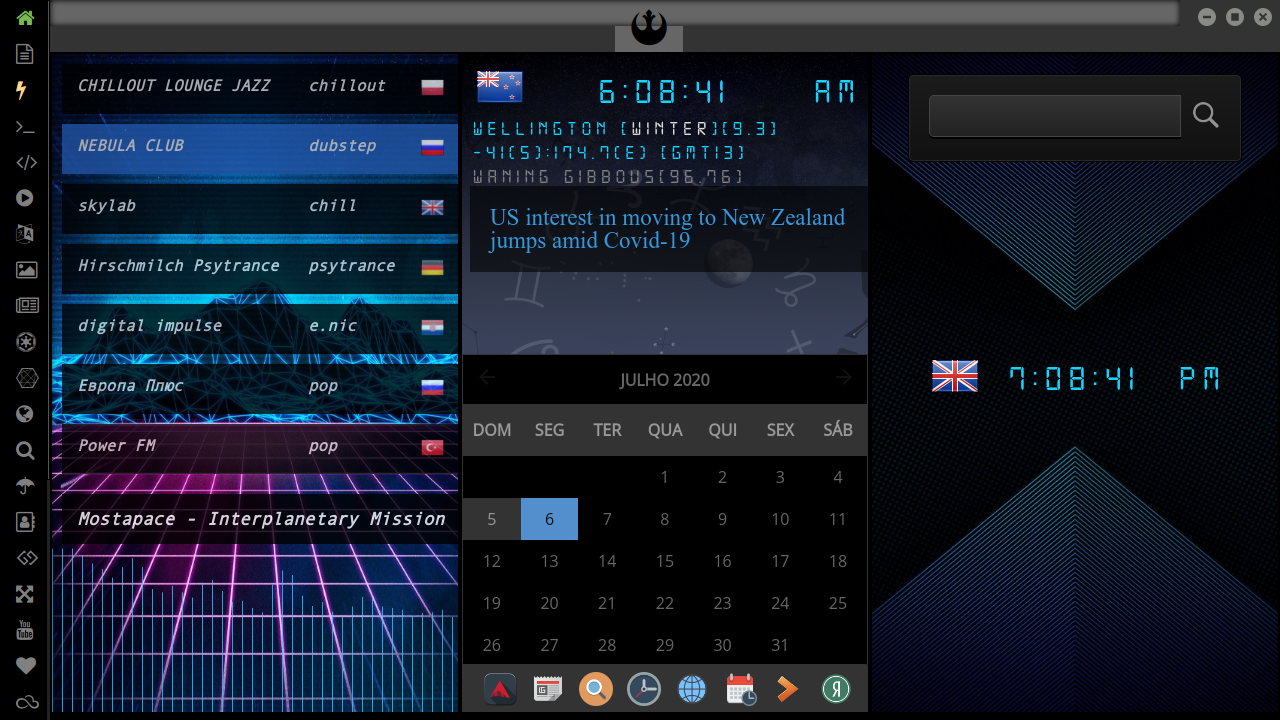 CHILLOUT LOUNGE JAZZ chillout
NEBULA CLUB dubstep
skylab chill
Hirschmilch Psytrance psytrance
digital impulse e.nic
Европа Плюс pop
Power FM pop
Mostapace - Interplanetary Mission
6:08:41 AM
WELLINGTON [WINTER][9.3]
-41(S):174.7(E) [GMT13]
WANING GIBBOUS[96.76]
US interest in moving to New Zealand
jumps amid Covid-19
JULHO 2020
DOM SEG TER QUA QUI SEX SÁB
1 2 3 4
5 6 7 8 9 10 11
12 13 14 15 16 17 18
19 20 21 22 23 24 25
26 27 28 29 30 31
7:08:41 PM
You
Tube
Я